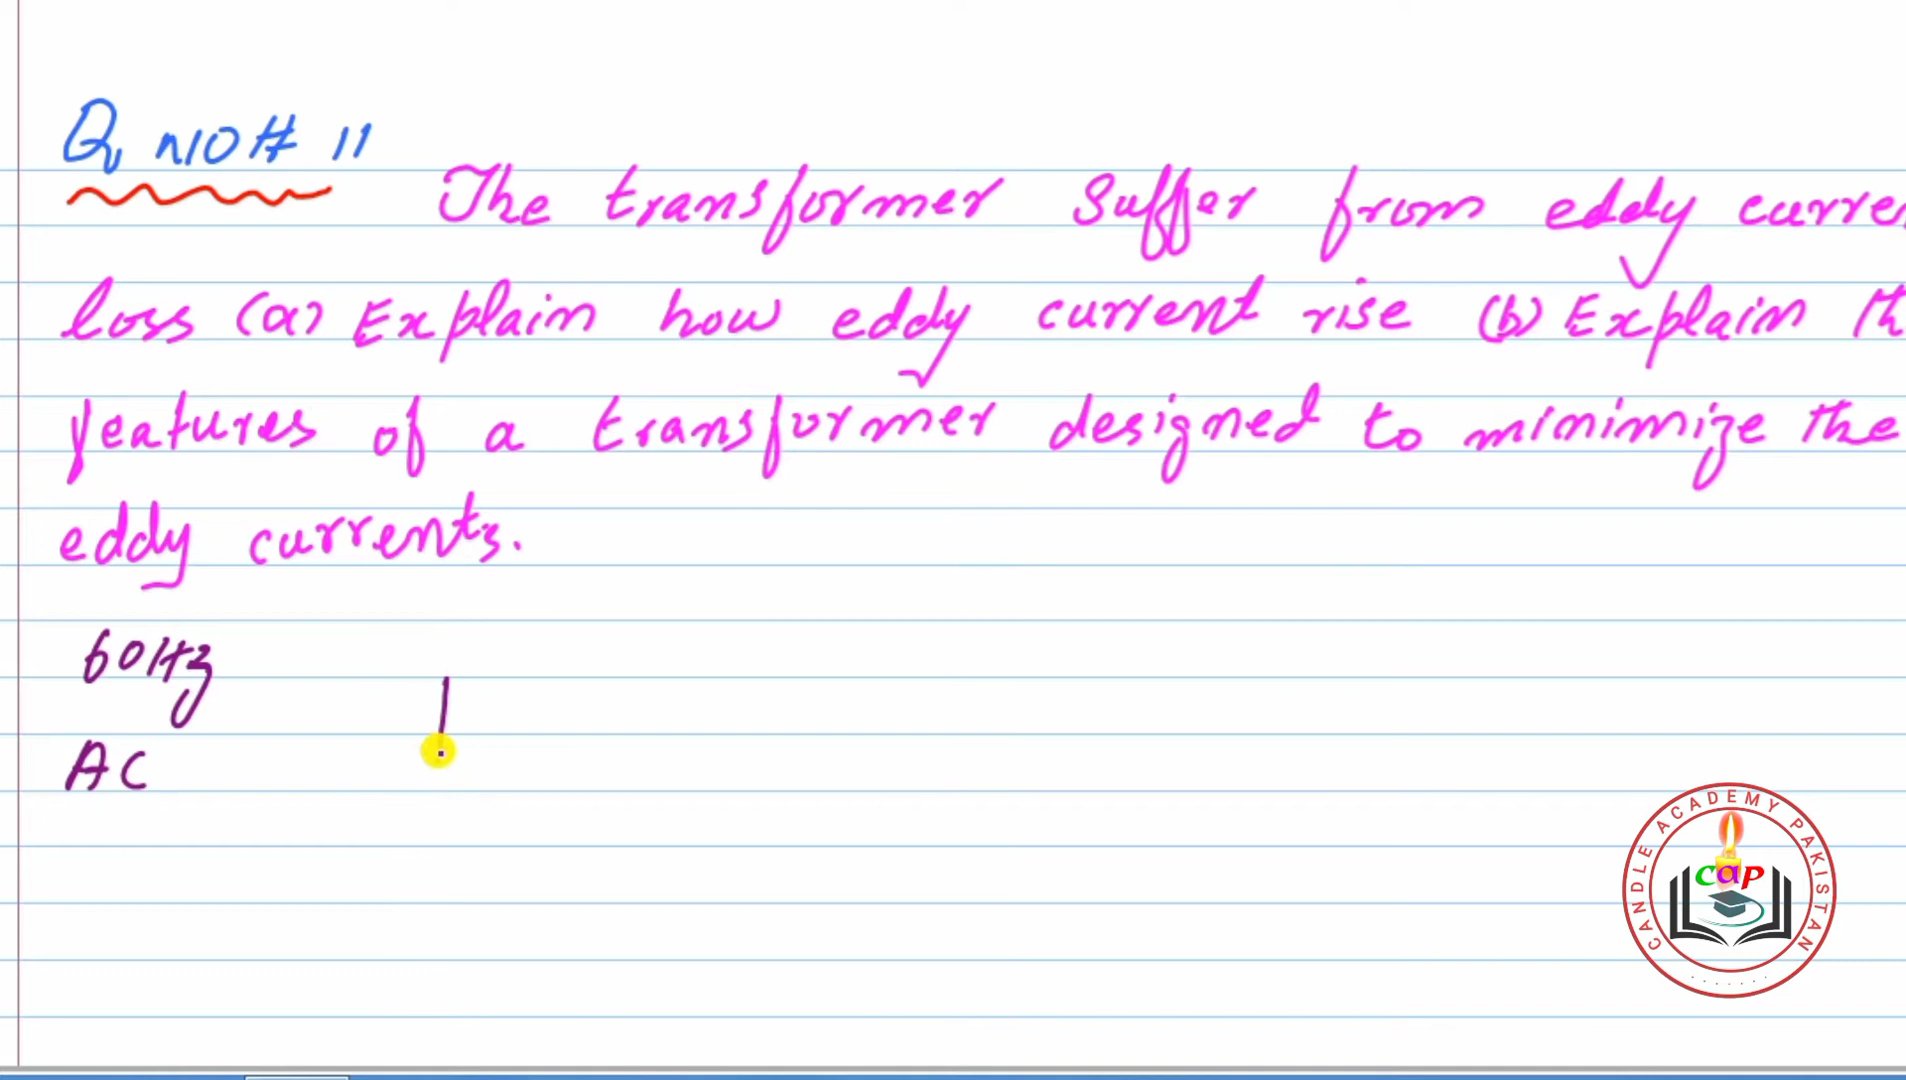 Q NO # 11
The transformer Suffer from eddy curren
loss (a) Explain how eddy current rise (b) Explain th
features of a transformer designed to minimize the
eddy currents.
60Hz
AC
CANDLE ACADEMY PAKISTAN
CAP